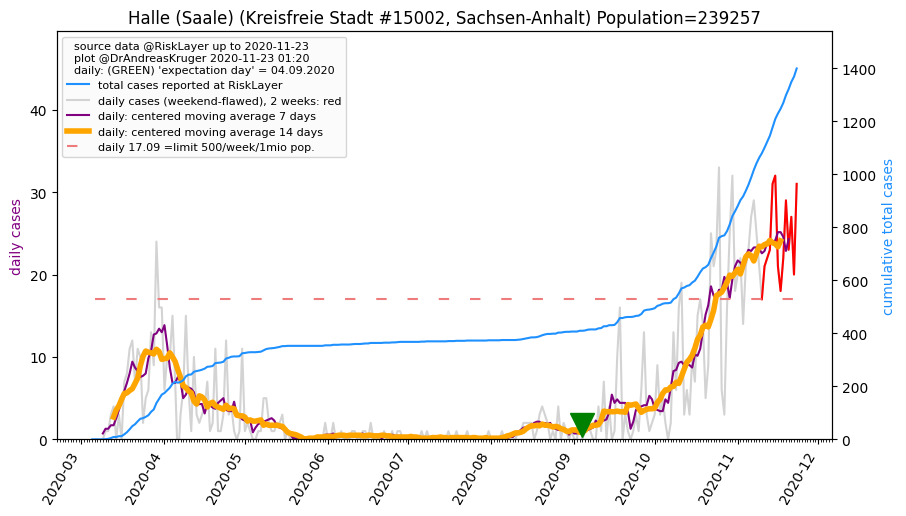 Halle (Saale) (Kreisfreie Stadt #15002, Sachsen-Anhalt) Population=239257
source data @RiskLayer up to 2020-11-23
plot @DrAndreasKruger 2020-11-23 01:20
daily: (GREEN) 'expectation day' = 04.09.2020
total cases reported at RiskLayer
daily cases (weekend-flawed), 2 weeks: red
daily: centered moving average 7 days
daily: centered moving average 14 days
daily 17.09 =limit 500/week/1mio pop.
daily cases
40
30
20
10
0
cumulative total cases
1400
1200
1000
800
600
400
200
0
2020-03
2020-04
2020-05
2020-06
2020-07
2020-08
2020-09
2020-10
2020-11
2020-12